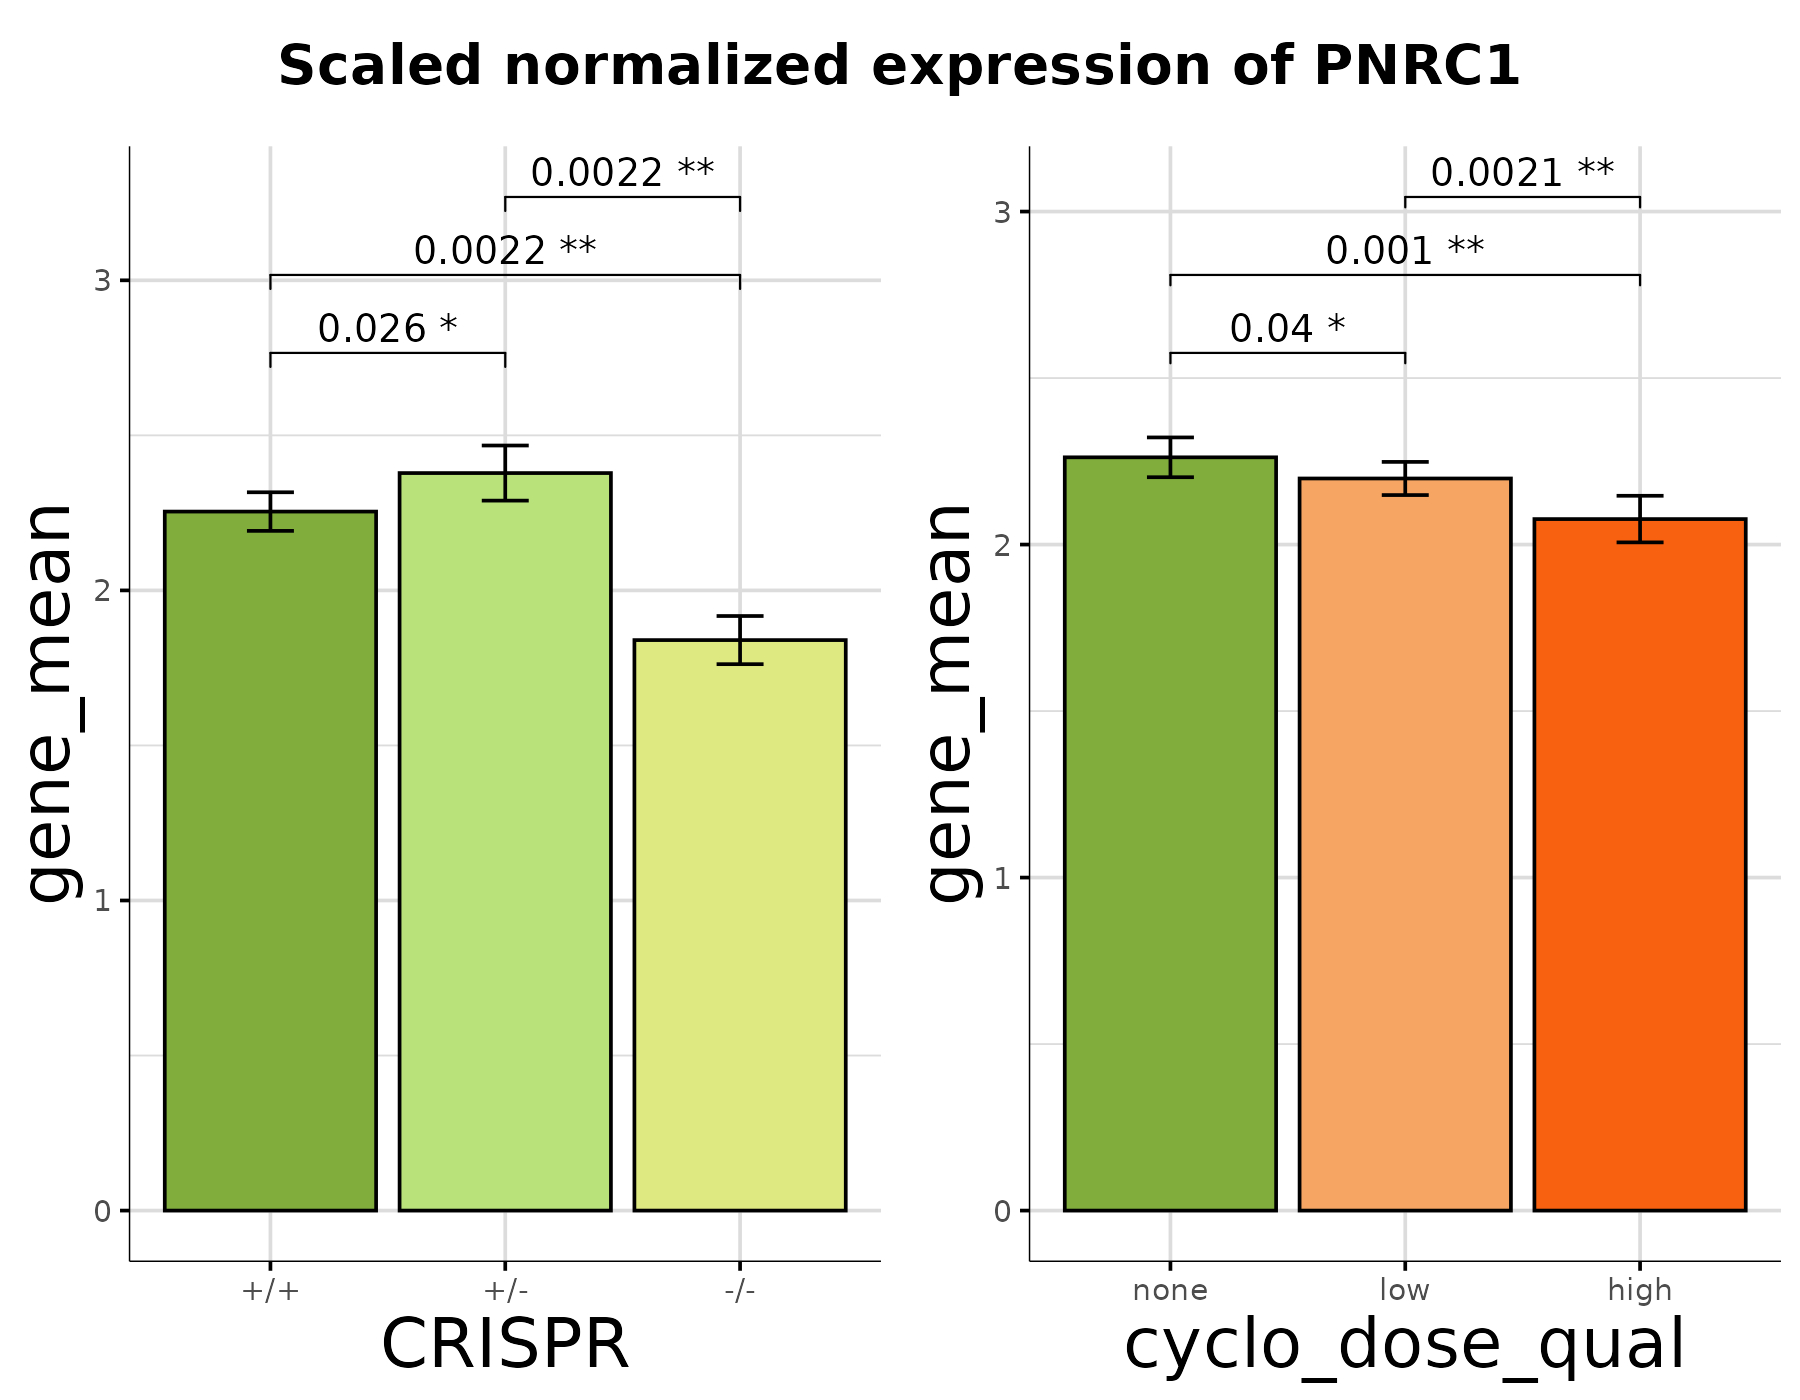 Scaled normalized expression of PNRC1
gene_mean
3
2
1
0
0.0022 **
0.0022 **
0.026 *
+/+ +/- -/-
CRISPR
gene_mean
3
2
1
0
0.0021 **
0.001 **
0.04 *
none low high
cyclo_dose_qual